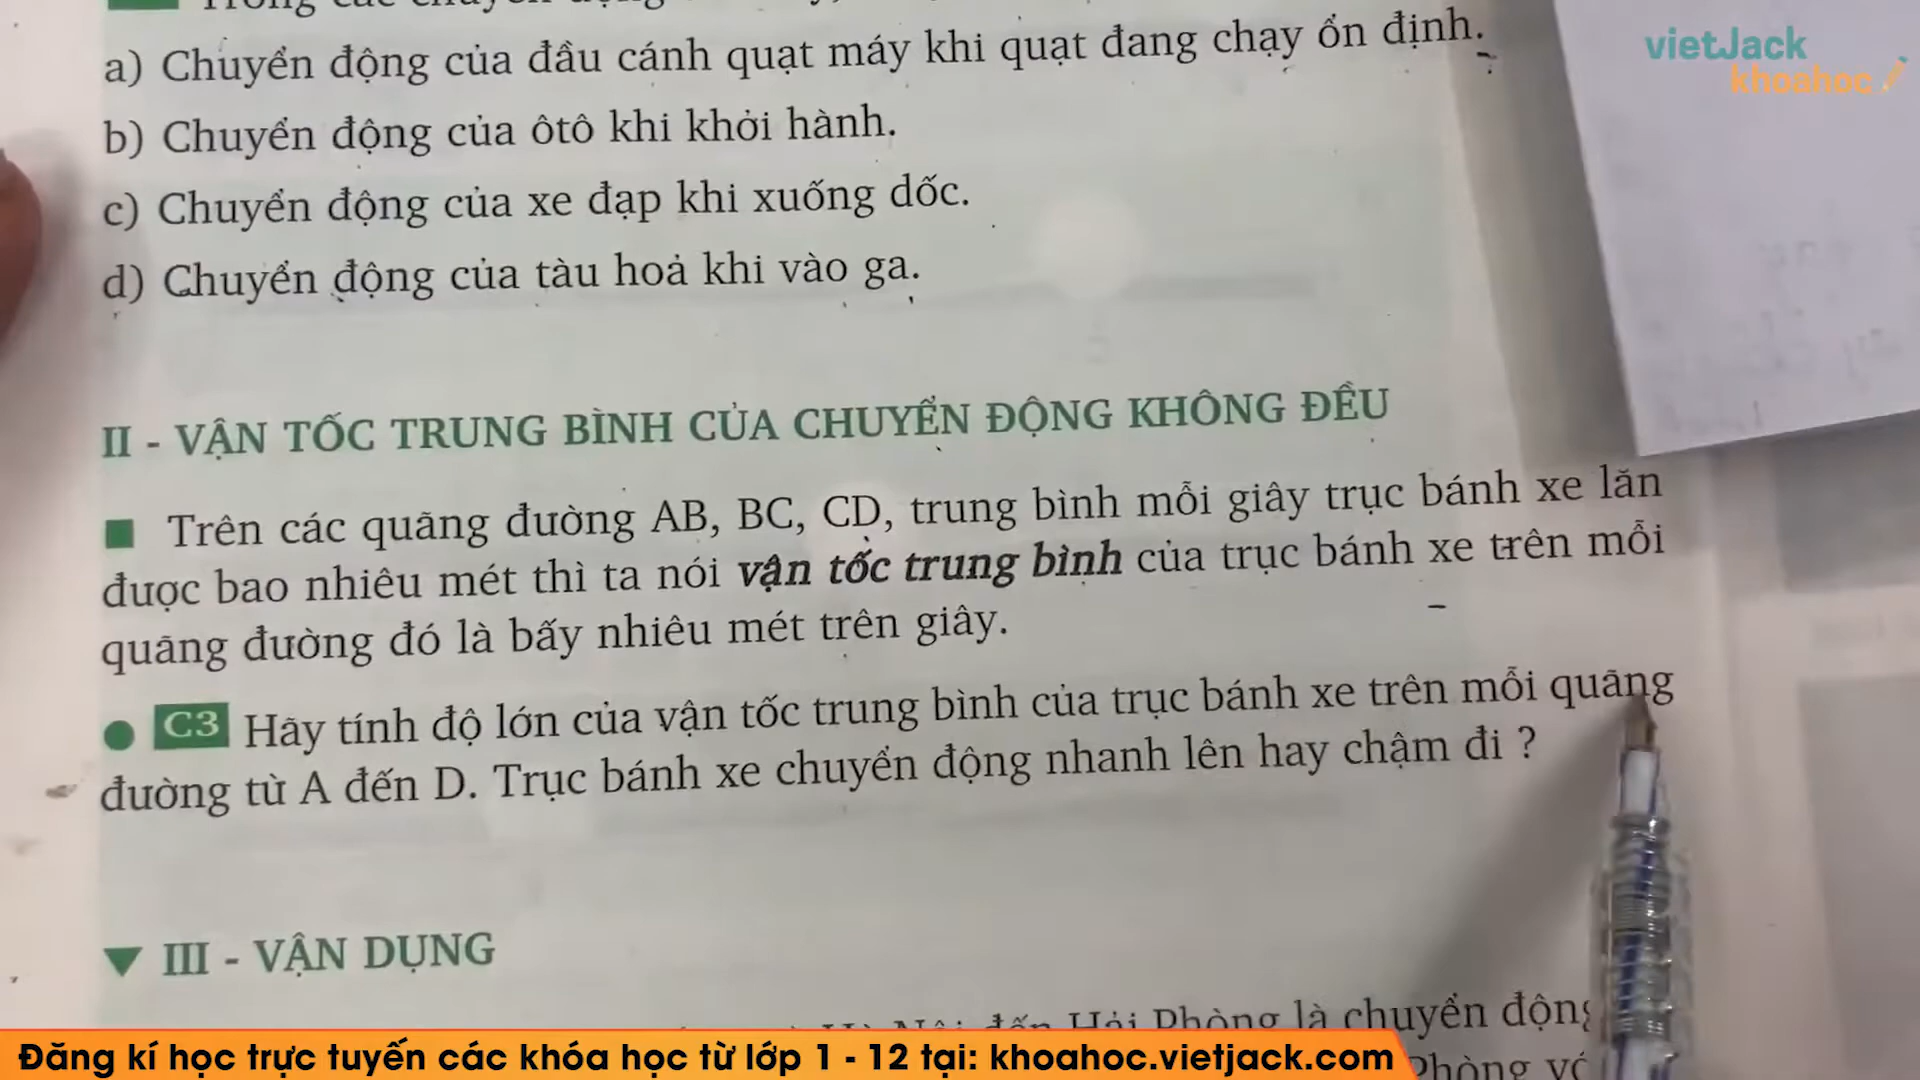 vietJack
khoahoc
a) Chuyển động của đầu cánh quạt máy khi quạt đang chạy ổn định.
b) Chuyển động của ôtô khi khởi hành.
c) Chuyển động của xe đạp khi xuống dốc.
d) Chuyển động của tàu hoả khi vào ga.
II - VẬN TỐC TRUNG BÌNH CỦA CHUYỂN ĐỘNG KHÔNG ĐỀU
Trên các quãng đường AB, BC, CD, trung bình mỗi giây trục bánh xe lăn
được bao nhiêu mét thì ta nói vận tốc trung bình của trục bánh xe trên mỗi
quãng đường đó là bấy nhiêu mét trên giây.
C3 Hãy tính độ lớn của vận tốc trung bình của trục bánh xe trên mỗi quãng
đường từ A đến D. Trục bánh xe chuyển động nhanh lên hay chậm đi ?
III - VẬN DỤNG
đến Hải Phòng là chuyển động
Đăng kí học trực tuyến các khóa học từ lớp 1 - 12 tại: khoahoc.vietjack.com